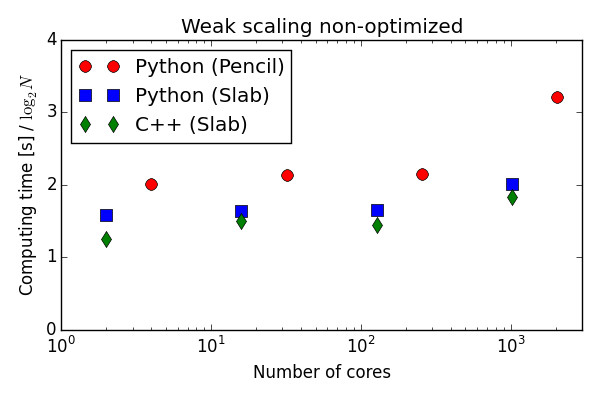 Weak scaling non-optimized
Python (Pencil)
Python (Slab)
C++ (Slab)
Computing time [s] / log₂ N
4
3
2
1
0
10⁰ 10¹ 10² 10³
Number of cores